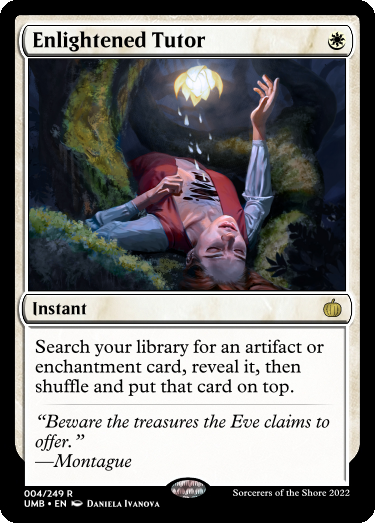 Enlightened Tutor
Instant
Search your library for an artifact or
enchantment card, reveal it, then
shuffle and put that card on top.
“Beware the treasures the Eve claims to
offer.”
—Montague
004/249 R
UMB • EN Daniela Ivanova
Sorcerers of the Shore 2022